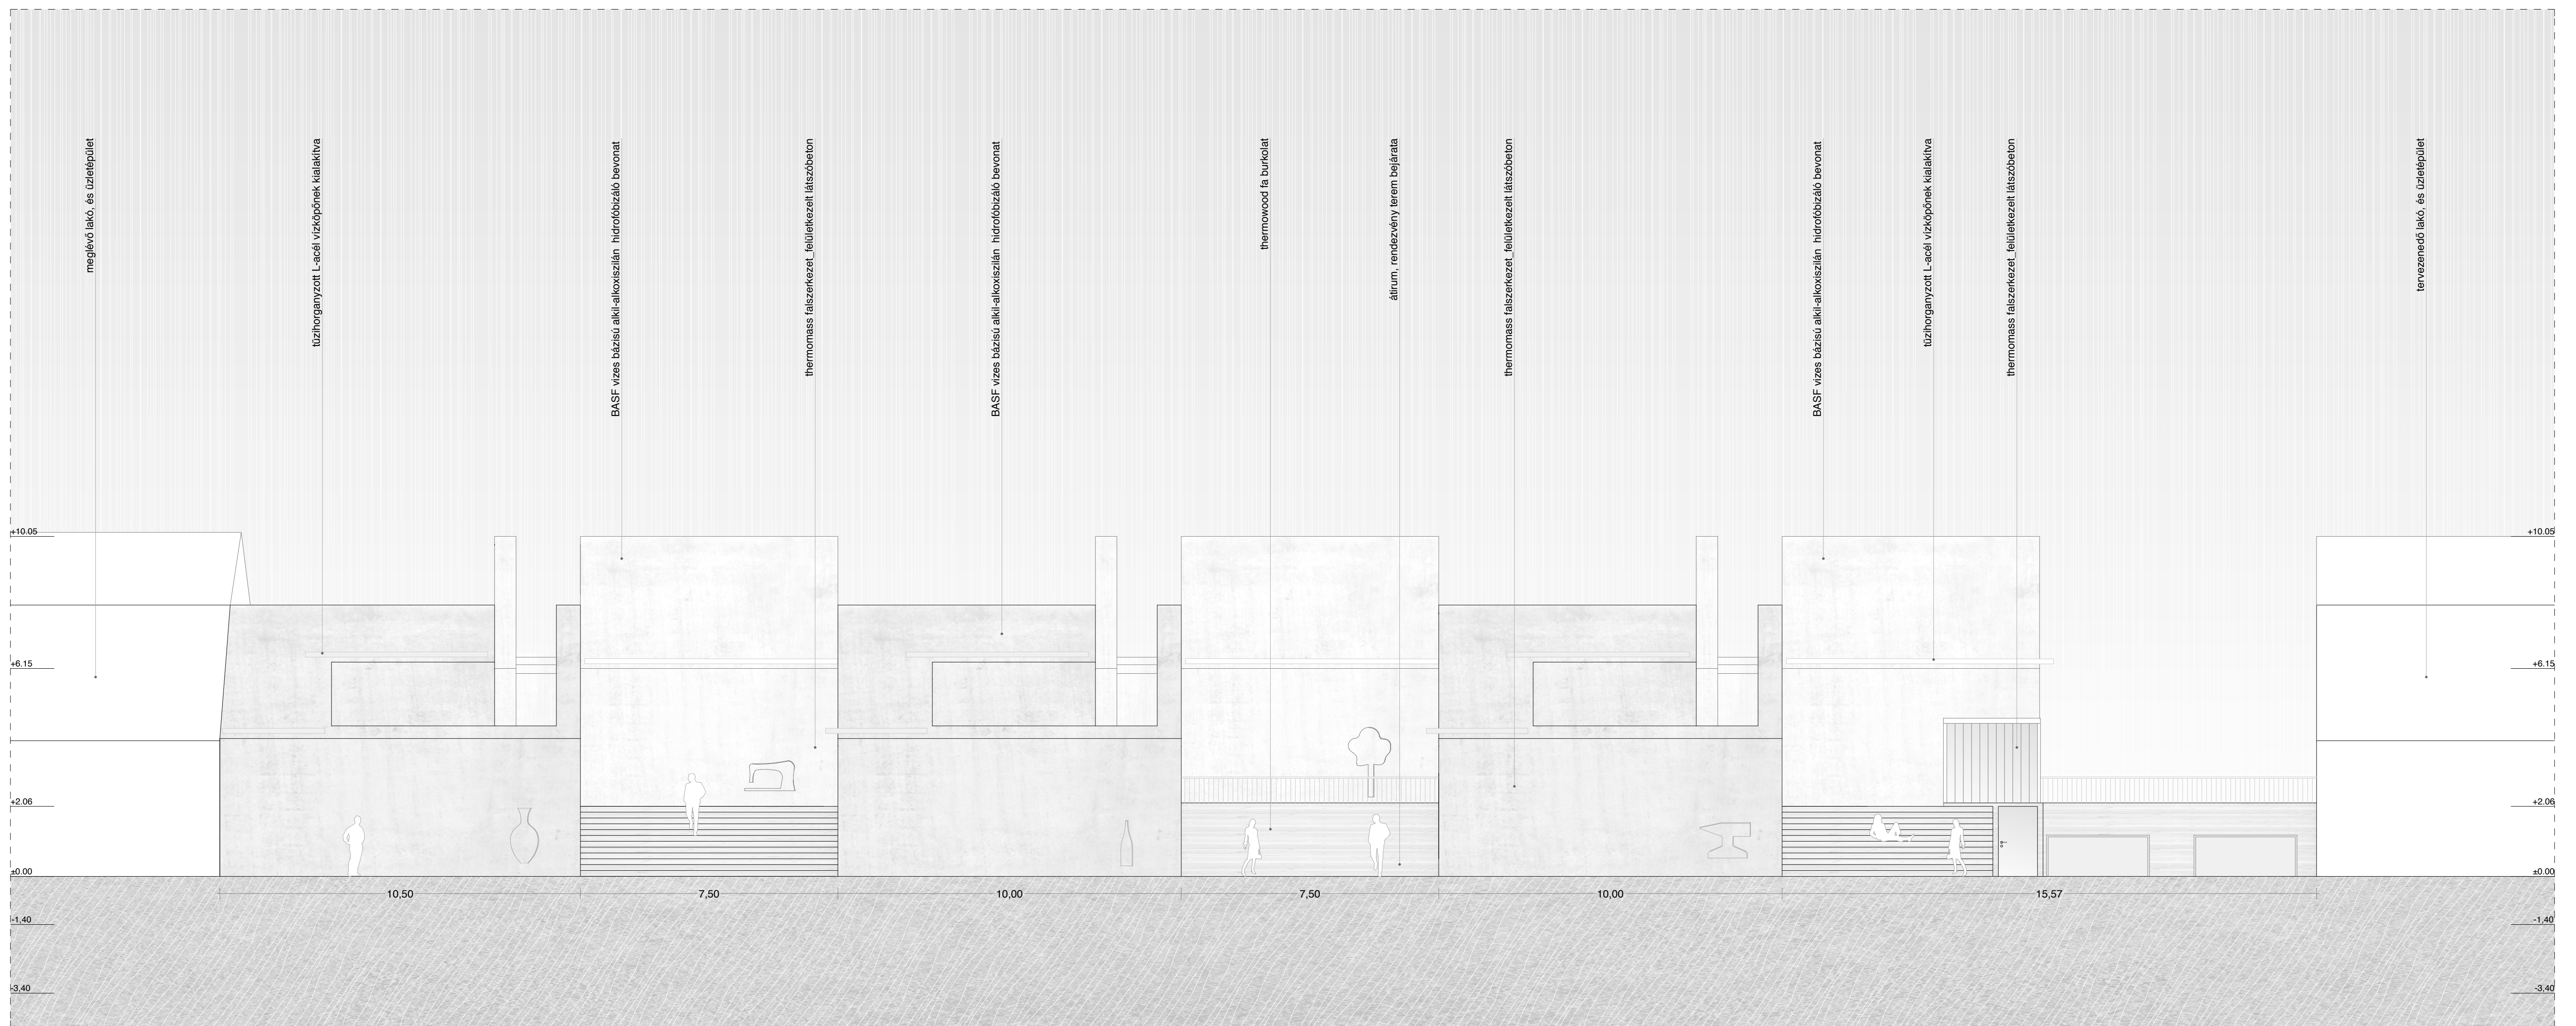 meglévő lakó, és üzletépület
tűzihorganyzott L-acél vízköpőnek kialakítva
BASF vizes bázisú alkil-alkoxiszilán hidrofóbizáló bevonat
thermomass falszerkezet_felületkezelt látszóbeton
BASF vizes bázisú alkil-alkoxiszilán hidrofóbizáló bevonat
thermowood fa burkolat
átirum, rendezvény terem bejárata
thermomass falszerkezet_felületkezelt látszóbeton
BASF vizes bázisú alkil-alkoxiszilán hidrofóbizáló bevonat
tűzihorganyzott L-acél vízköpőnek kialakítva
thermomass falszerkezet_felületkezelt látszóbeton
tervezenedő lakó, és üzletépület
+10.05
+10.05
+6.15
+6.15
+2.06
+2.06
±0.00
±0.00
10,50
7,50
10,00
7,50
10,00
15,57
-1,40
-1,40
-3,40
-3,40